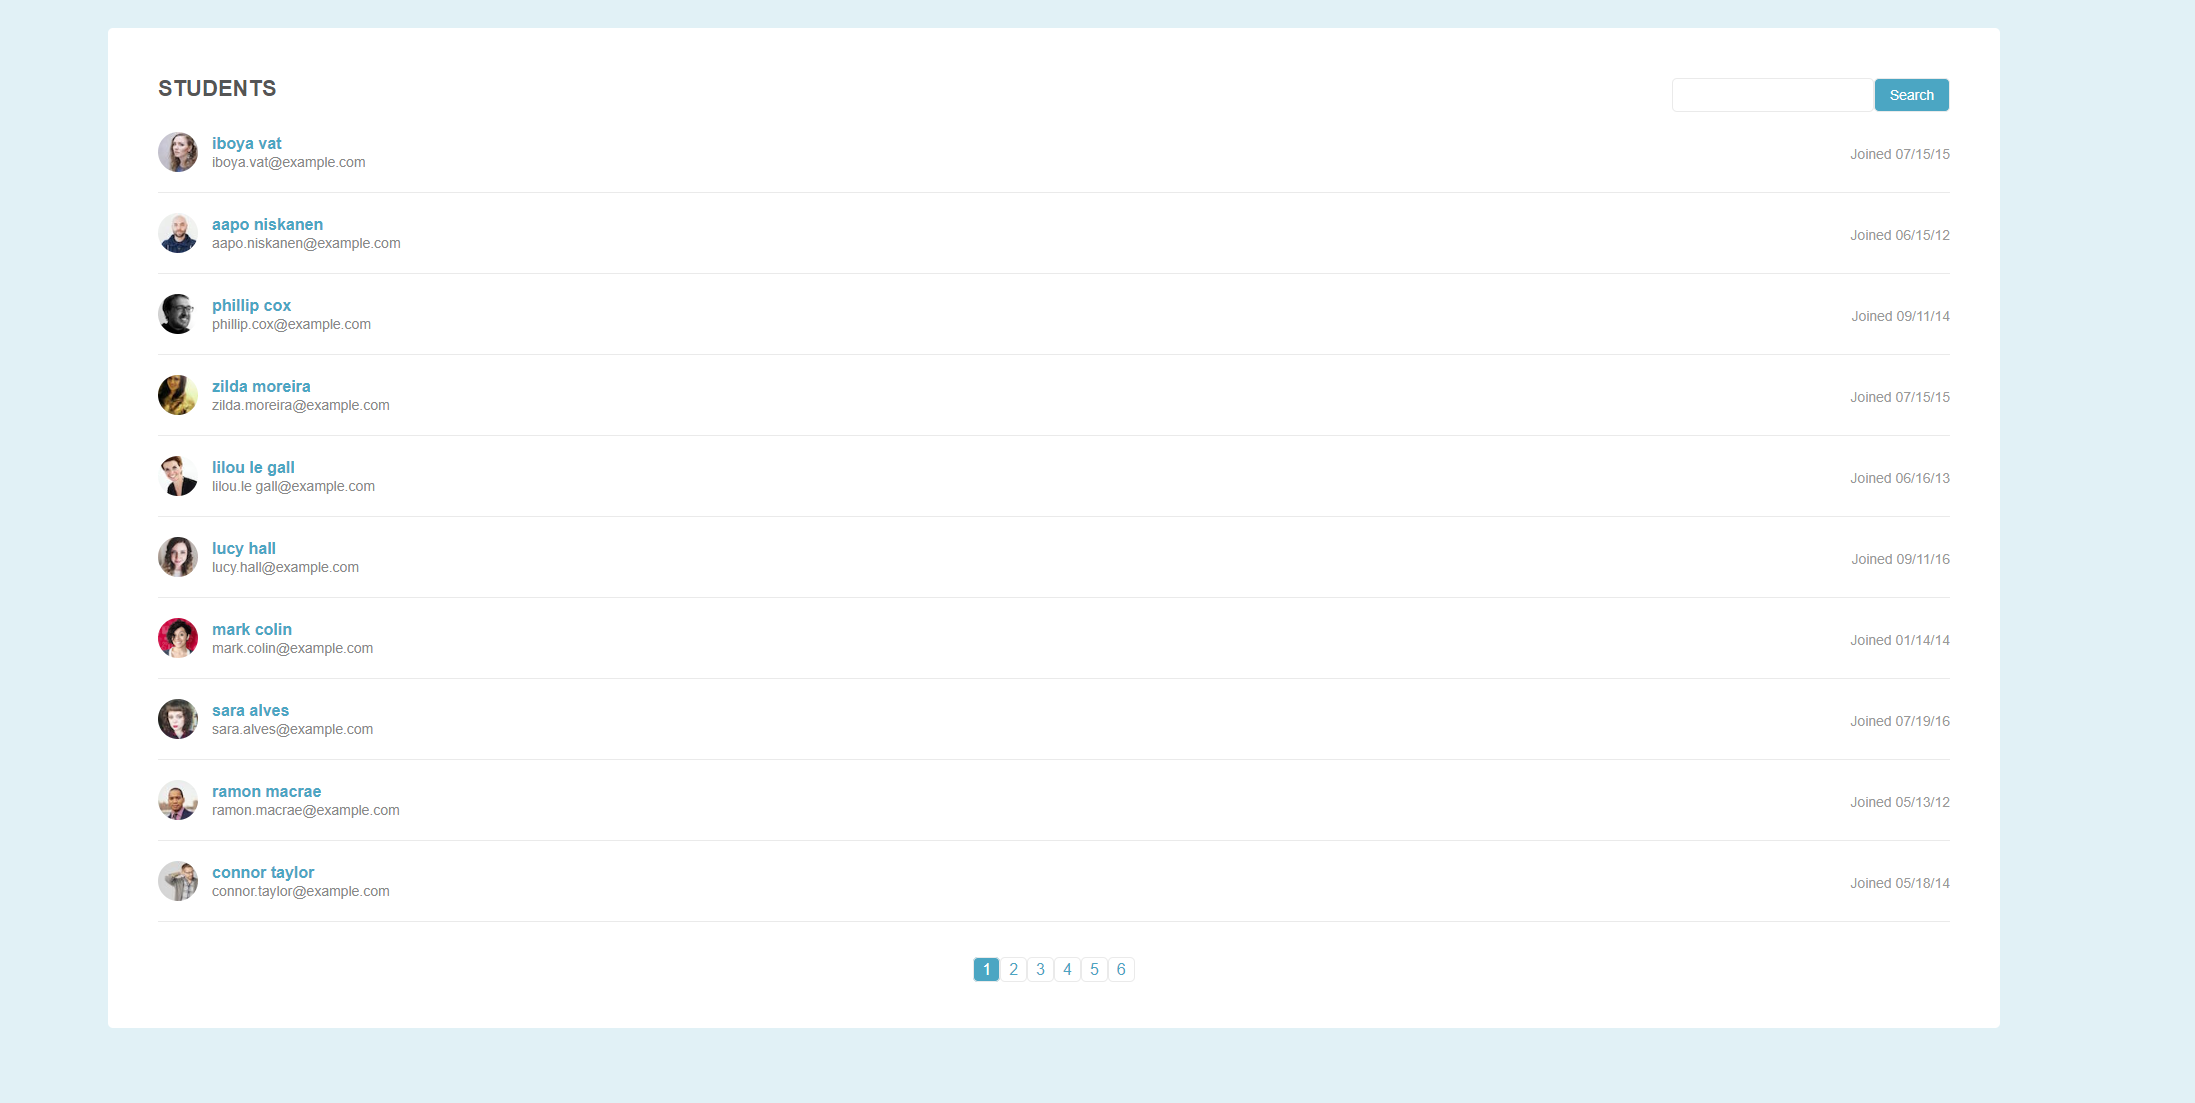 STUDENTS
Search
iboya vat
iboya.vat@example.com
Joined 07/15/15
aapo niskanen
aapo.niskanen@example.com
Joined 06/15/12
phillip cox
phillip.cox@example.com
Joined 09/11/14
zilda moreira
zilda.moreira@example.com
Joined 07/15/15
lilou le gall
lilou.le gall@example.com
Joined 06/16/13
lucy hall
lucy.hall@example.com
Joined 09/11/16
mark colin
mark.colin@example.com
Joined 01/14/14
sara alves
sara.alves@example.com
Joined 07/19/16
ramon macrae
ramon.macrae@example.com
Joined 05/13/12
connor taylor
connor.taylor@example.com
Joined 05/18/14
1 2 3 4 5 6